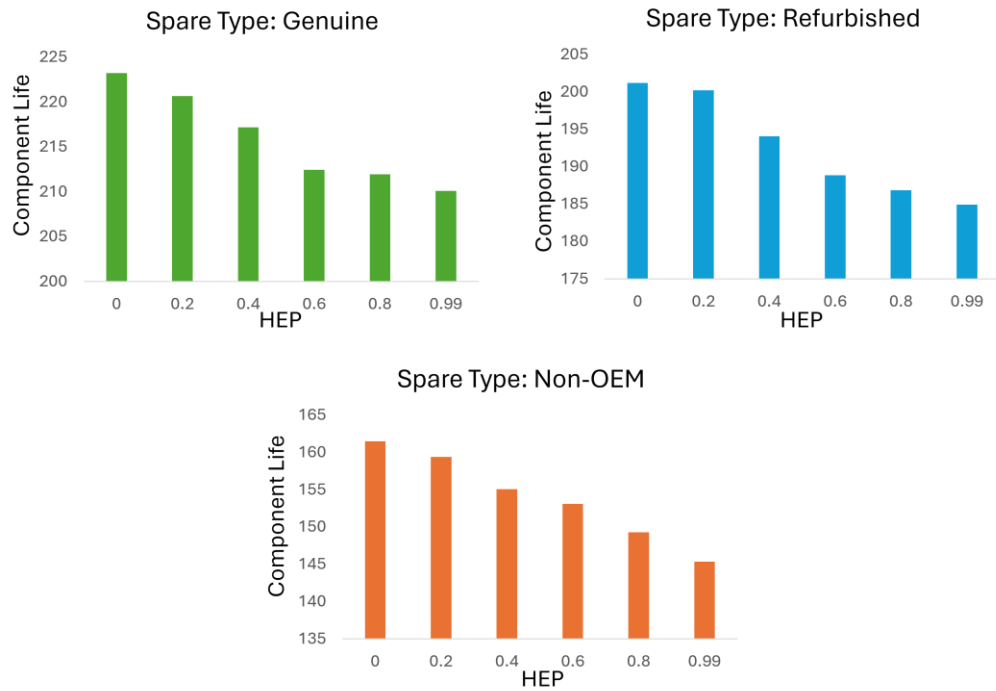 Spare Type: Genuine
Component Life
225
220
215
210
205
200
0 0.2 0.4 0.6 0.8 0.99
HEP
Spare Type: Refurbished
Component Life
205
200
195
190
185
180
175
0 0.2 0.4 0.6 0.8 0.99
HEP
Spare Type: Non-OEM
Component Life
165
160
155
150
145
140
135
0 0.2 0.4 0.6 0.8 0.99
HEP